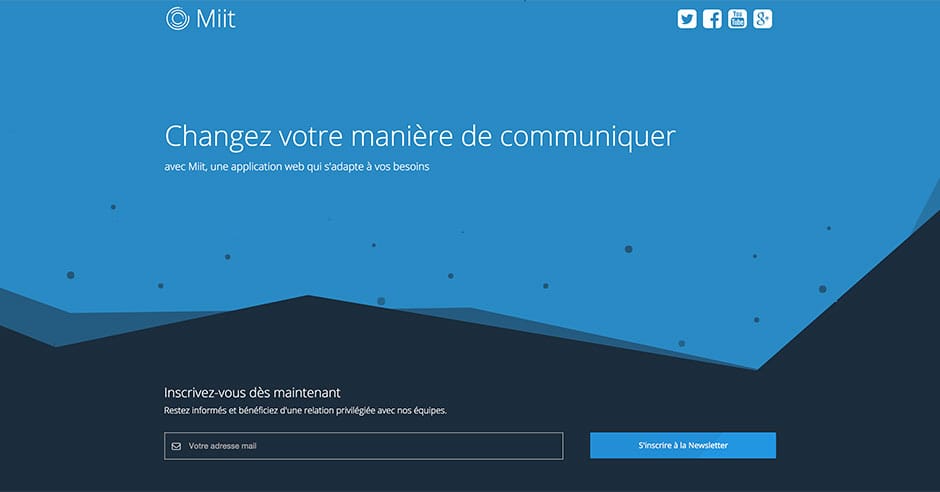 Miit
You
Tube
g+
Changez votre manière de communiquer
avec Miit, une application web qui s'adapte à vos besoins
Inscrivez-vous dès maintenant
Restez informés et bénéficiez d'une relation privilégiée avec nos équipes.
Votre adresse mail
S'inscrire à la Newsletter